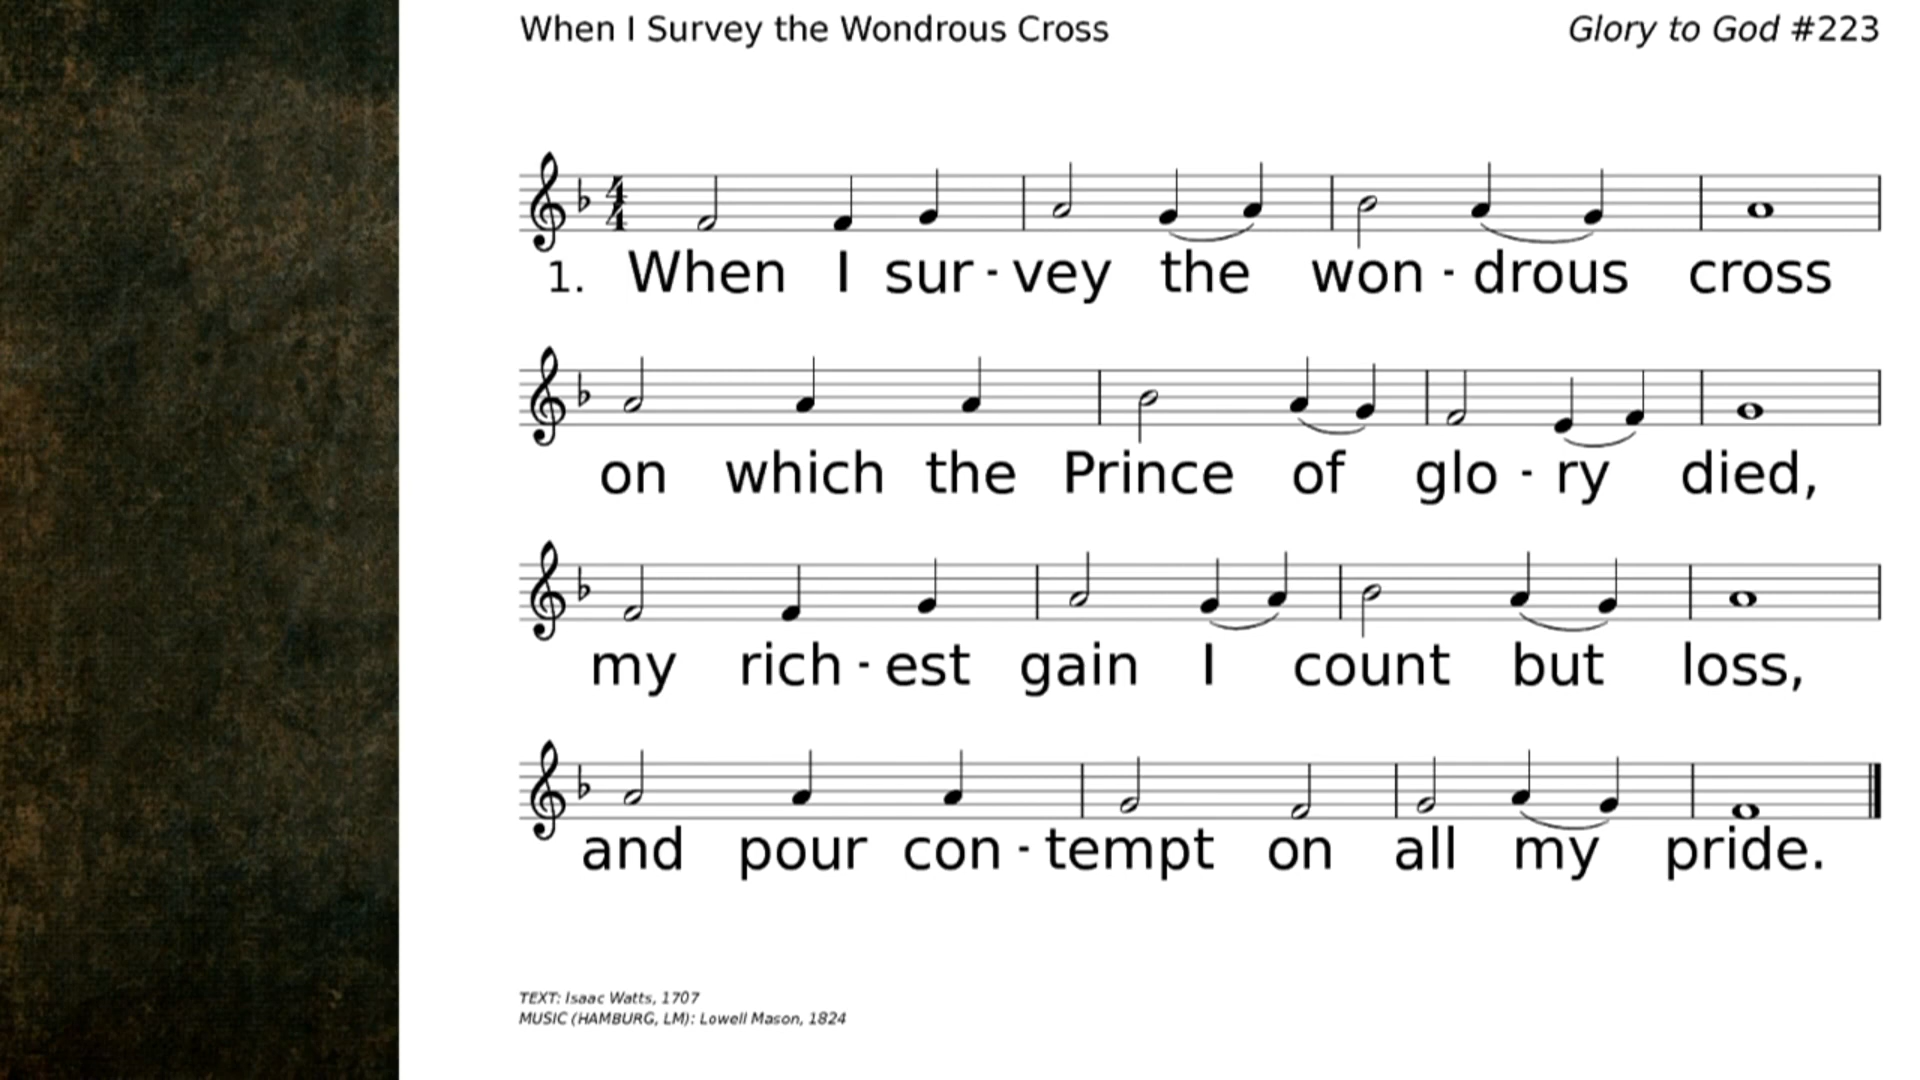 When I Survey the Wondrous Cross Glory to God #223
4
4
1. When I sur - vey the won - drous cross
on which the Prince of glo - ry died,
my rich - est gain I count but loss,
and pour con - tempt on all my pride.
TEXT: Isaac Watts, 1707
MUSIC (HAMBURG, LM): Lowell Mason, 1824